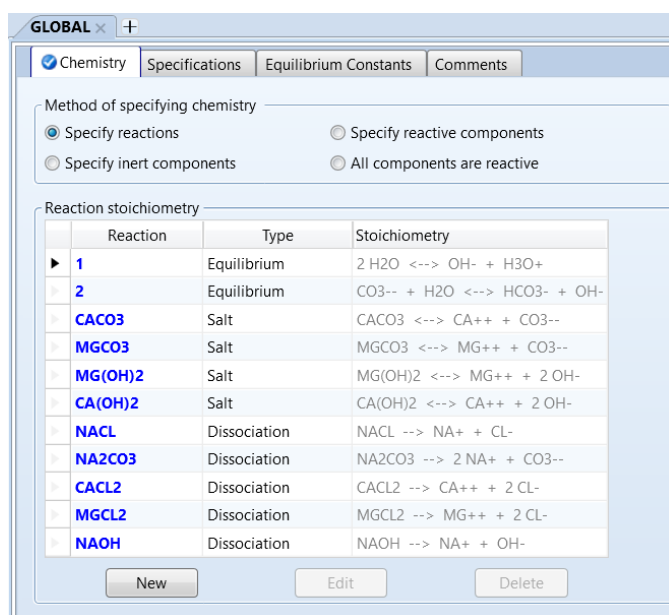 GLOBAL × +
Chemistry Specifications Equilibrium Constants Comments
Method of specifying chemistry
Specify reactions Specify reactive components
Specify inert components All components are reactive
Reaction stoichiometry
Reaction Type Stoichiometry
1 Equilibrium 2 H2O <--> OH- + H3O+
2 Equilibrium CO3-- + H2O <--> HCO3- + OH-
CACO3 Salt CACO3 <--> CA++ + CO3--
MGCO3 Salt MGCO3 <--> MG++ + CO3--
MG(OH)2 Salt MG(OH)2 <--> MG++ + 2 OH-
CA(OH)2 Salt CA(OH)2 <--> CA++ + 2 OH-
NACL Dissociation NACL --> NA+ + CL-
NA2CO3 Dissociation NA2CO3 --> 2 NA+ + CO3--
CACL2 Dissociation CACL2 --> CA++ + 2 CL-
MGCL2 Dissociation MGCL2 --> MG++ + 2 CL-
NAOH Dissociation NAOH --> NA+ + OH-
New Edit Delete